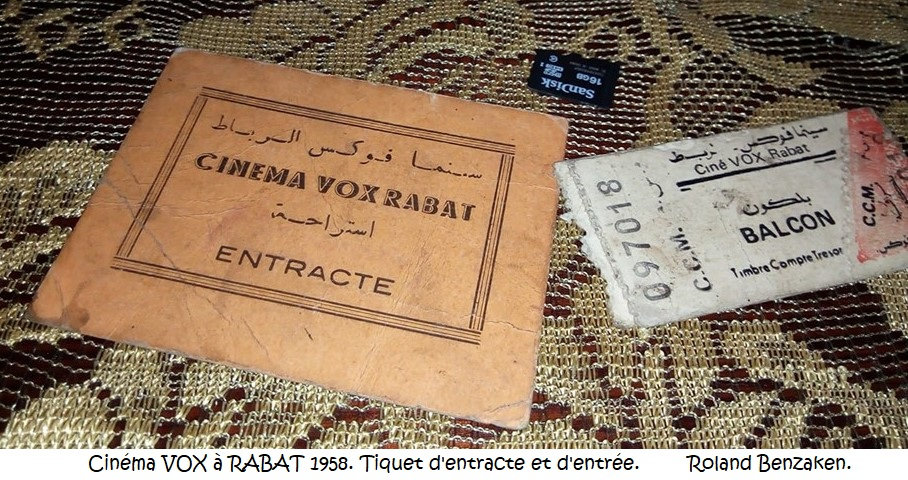 سينما فوكس الرباط
CINEMA VOX RABAT
استراحة
ENTRACTE
SanDisk
16GB
سينما فوكس
Ciné VOX Rabat
بلكون
BALCON
Timbre Compte Tresor
097018
C.C.M.
C.C.M.
Cinéma VOX à RABAT 1958. Tiquet d'entracte et d'entrée. Roland Benzaken.